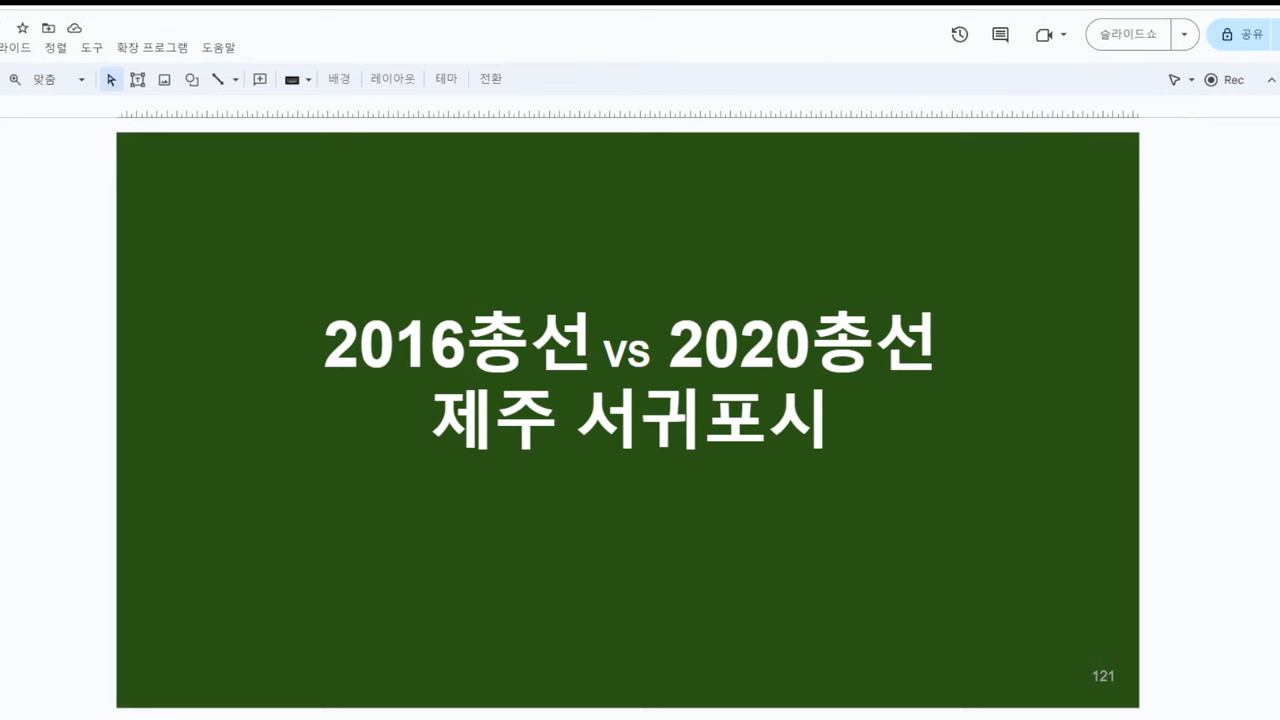 라이드 정렬 도구 확장 프로그램 도움말
슬라이드쇼
공유
맞춤 배경 레이아웃 테마 전환 Rec
2016총선 vs 2020총선
제주 서귀포시
121